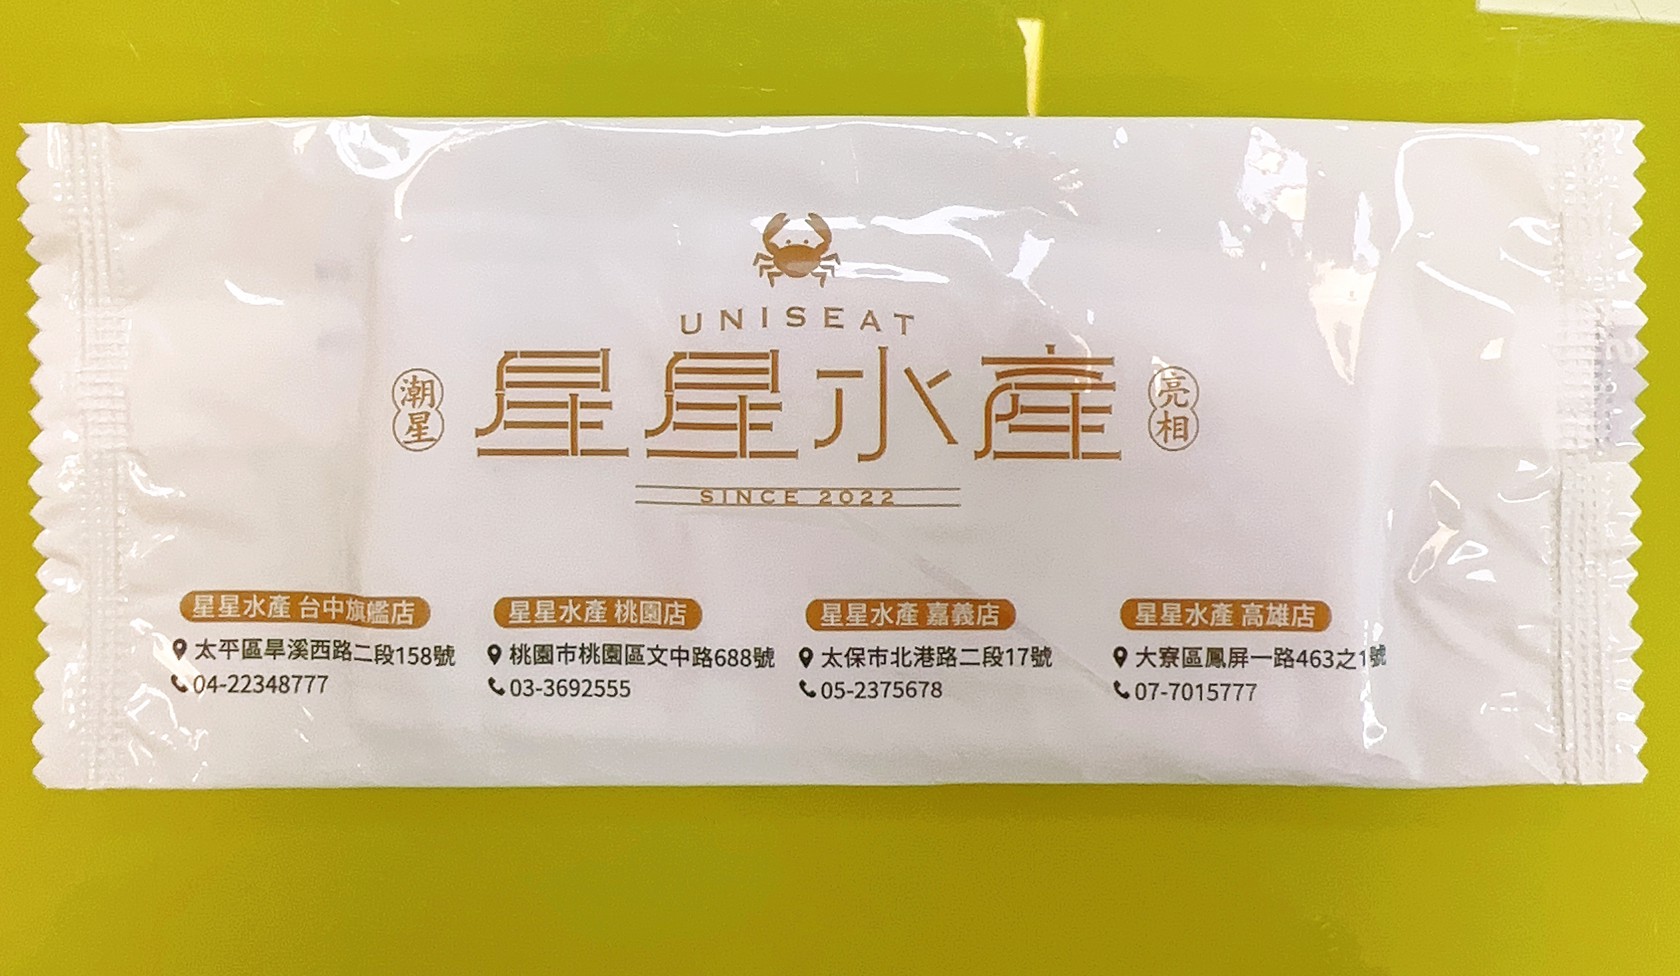 UNISEAT
潮星
星星水產
亮相
SINCE 2022
星星水產 台中旗艦店
太平區旱溪西路二段158號
04-22348777
星星水產 桃園店
桃園市桃園區文中路688號
03-3692555
星星水產 嘉義店
太保市北港路二段17號
05-2375678
星星水產 高雄店
大寮區鳳屏一路463之1號
07-7015777